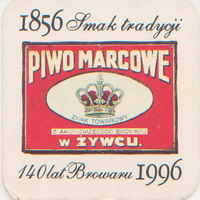 1856 Smak tradycji
PIWO MARCOWE
ZNAK TOWAROWY
Z ARCYKSIĄŻĘCEGO BROWARU
w ŻYWCU.
140 lat Browaru 1996